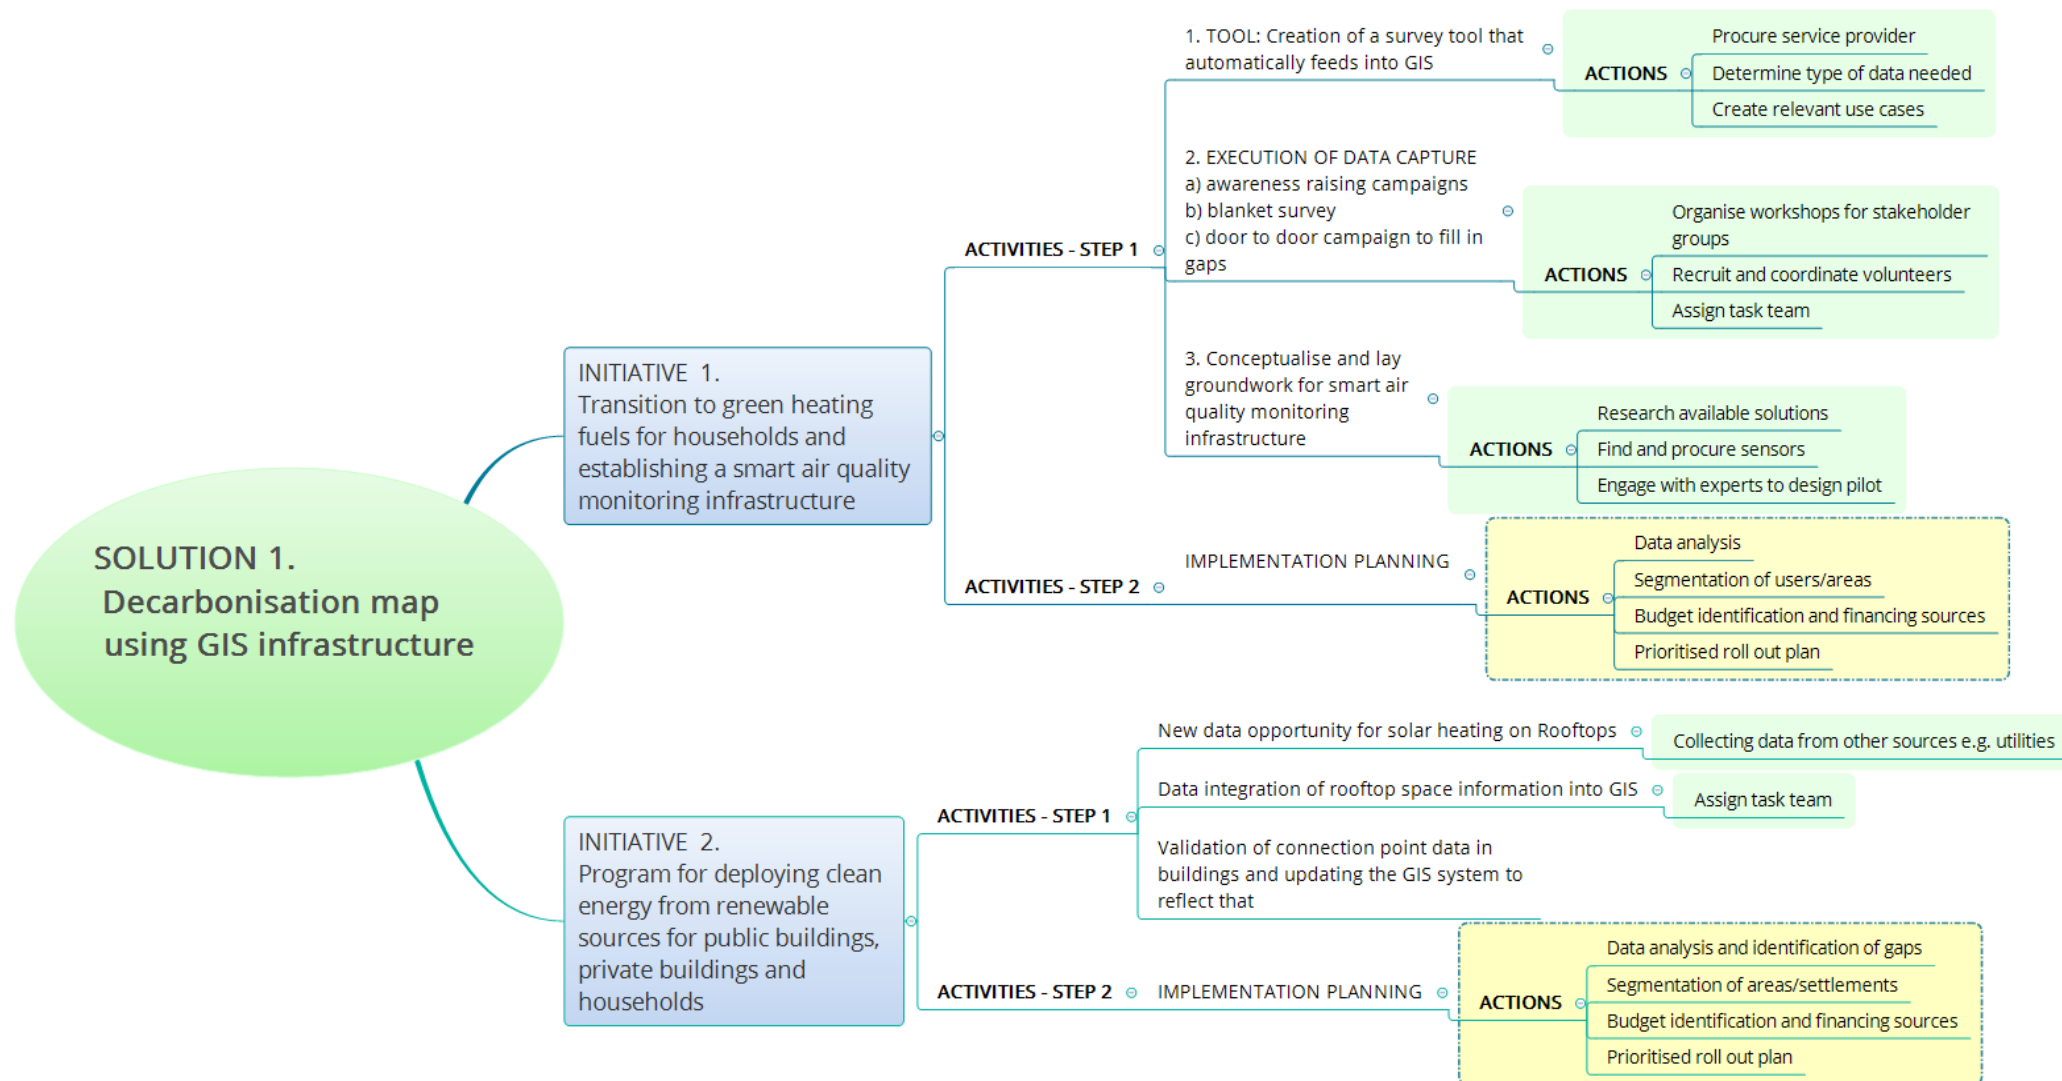 SOLUTION 1.
Decarbonisation map
using GIS infrastructure
INITIATIVE 1.
Transition to green heating
fuels for households and
establishing a smart air quality
monitoring infrastructure
ACTIVITIES - STEP 1
1. TOOL: Creation of a survey tool that
automatically feeds into GIS
ACTIONS
Procure service provider
Determine type of data needed
Create relevant use cases
2. EXECUTION OF DATA CAPTURE
a) awareness raising campaigns
b) blanket survey
c) door to door campaign to fill in
gaps
ACTIONS
Organise workshops for stakeholder
groups
Recruit and coordinate volunteers
Assign task team
3. Conceptualise and lay
groundwork for smart air
quality monitoring
infrastructure
ACTIONS
Research available solutions
Find and procure sensors
Engage with experts to design pilot
ACTIVITIES - STEP 2
IMPLEMENTATION PLANNING
ACTIONS
Data analysis
Segmentation of users/areas
Budget identification and financing sources
Prioritised roll out plan
INITIATIVE 2.
Program for deploying clean
energy from renewable
sources for public buildings,
private buildings and
households
ACTIVITIES - STEP 1
New data opportunity for solar heating on Rooftops
Collecting data from other sources e.g. utilities
Data integration of rooftop space information into GIS
Assign task team
Validation of connection point data in
buildings and updating the GIS system to
reflect that
ACTIVITIES - STEP 2
IMPLEMENTATION PLANNING
ACTIONS
Data analysis and identification of gaps
Segmentation of areas/settlements
Budget identification and financing sources
Prioritised roll out plan